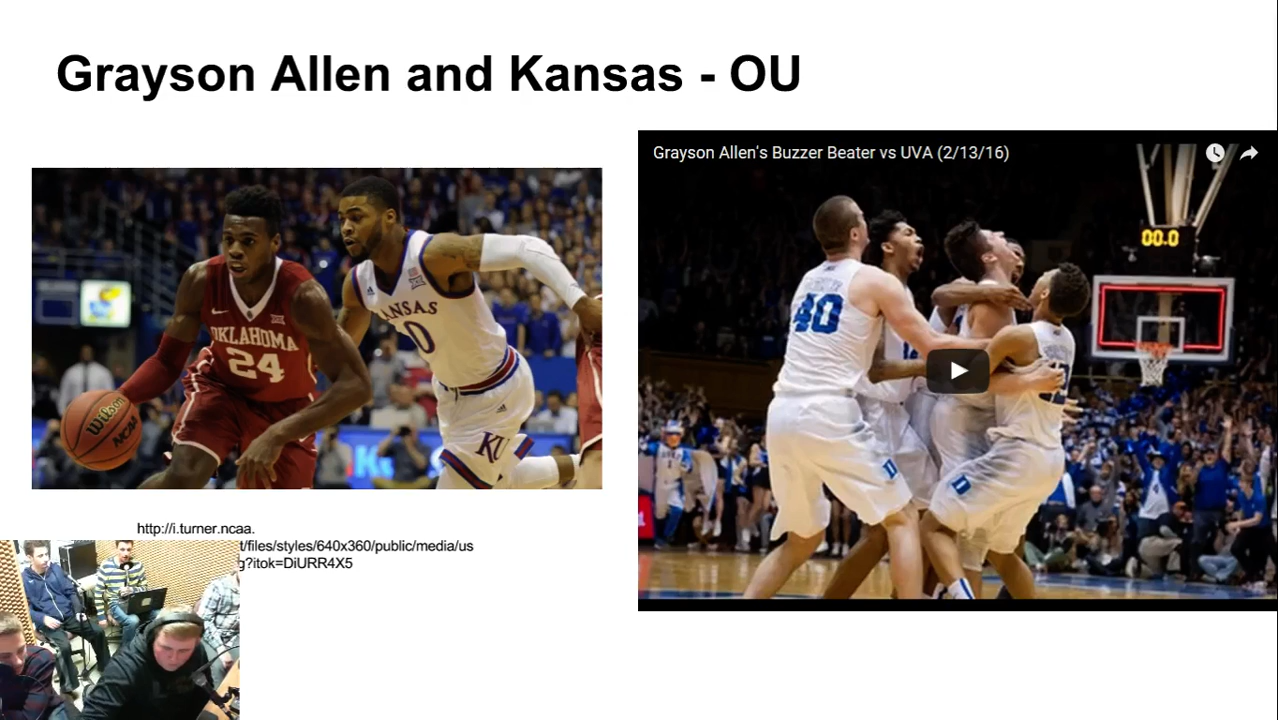 Grayson Allen and Kansas - OU
Grayson Allen's Buzzer Beater vs UVA (2/13/16)
00.0
OKLAHOMA
24
KANSAS
0
KU
Wilson
NCAA
40
D
D
http://i.turner.ncaa.
t/files/styles/640x360/public/media/us
g?itok=DiURR4X5